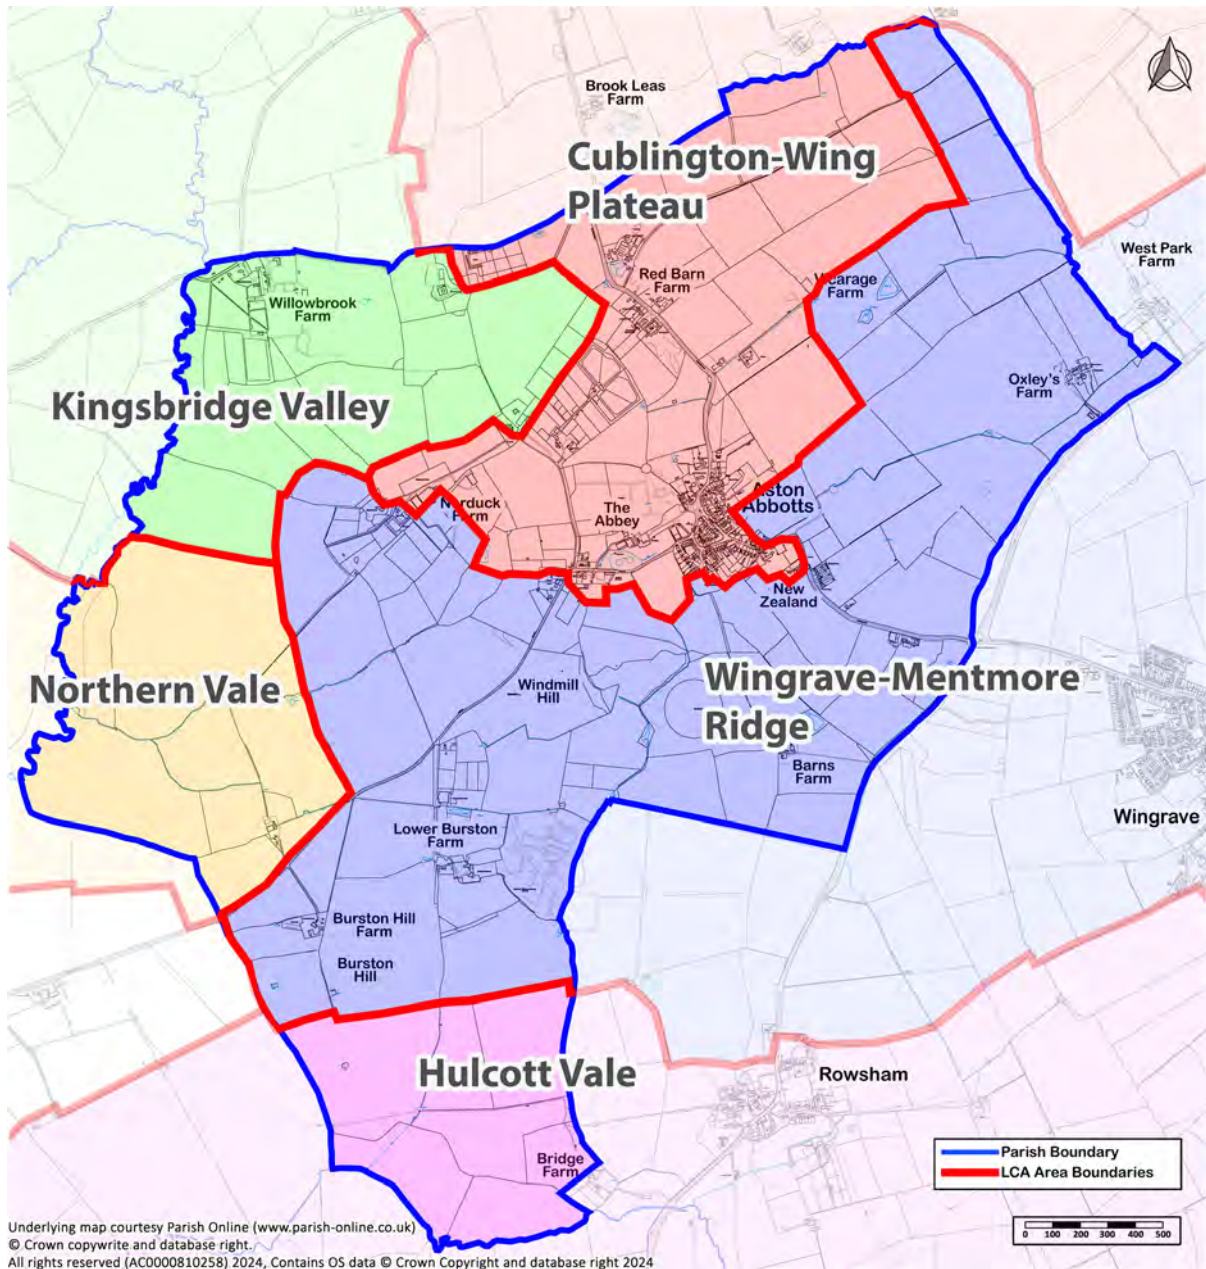 Brook Leas
Farm
Cublington-Wing
Plateau
West Park
Farm
Red Barn
Farm
Wearage
Farm
Willowbrook
Farm
Oxley's
Farm
Kingsbridge Valley
Norduck
Farm
The
Abbey
Aston
Abbotts
New
Zealand
Northern Vale
Windmill
Hill
Wingrave-Mentmore
Ridge
Barns
Farm
Wingrave
Lower Burston
Farm
Burston Hill
Farm
Burston
Hill
Hulcott Vale
Rowsham
Bridge
Farm
Parish Boundary
LCA Area Boundaries
0 100 200 300 400 500
Underlying map courtesy Parish Online (www.parish-online.co.uk)
© Crown copywrite and database right.
All rights reserved (AC0000810258) 2024, Contains OS data © Crown Copyright and database right 2024